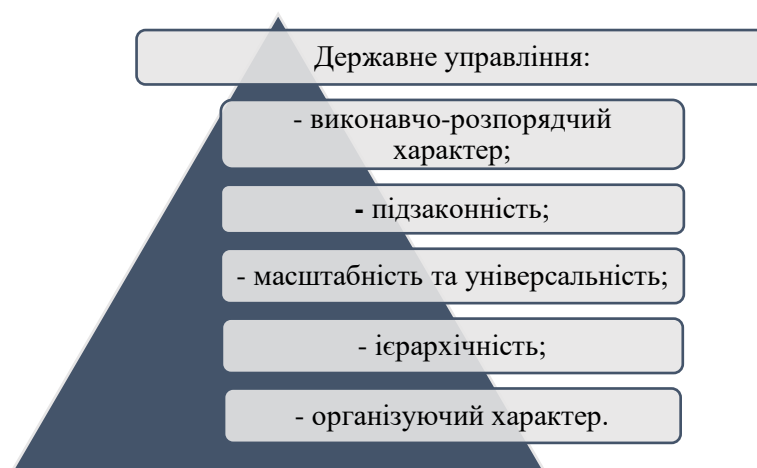 Державне управління:
- виконавчо-розпорядчий
характер;
- підзаконність;
- масштабність та універсальність;
- ієрархічність;
- організуючий характер.